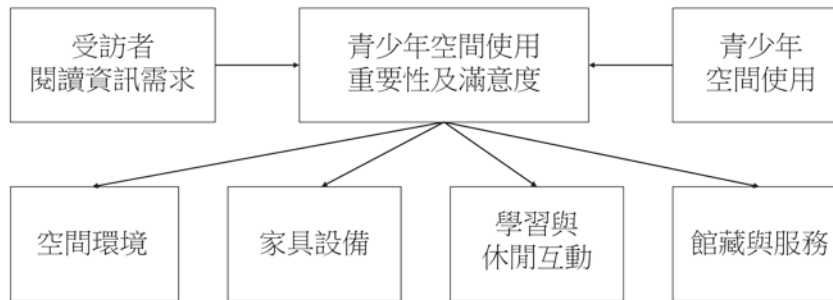 受訪者
閱讀資訊需求
青少年空間使用
重要性及滿意度
青少年
空間使用
空間環境
家具設備
學習與
休閒互動
館藏與服務